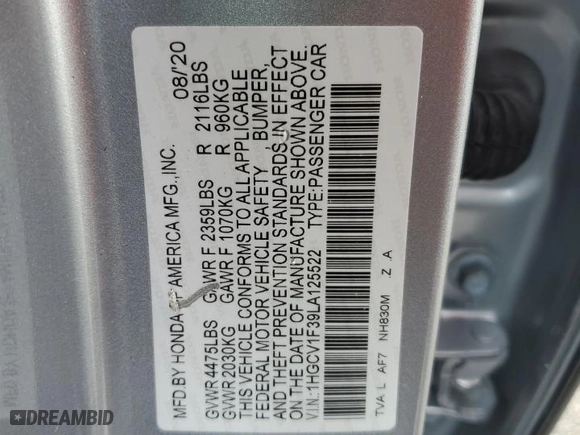 MFD.BY HONDA OF AMERICA MFG.,INC. 08/'20
GVWR 4475LBS GAWR F 2359LBS R 2116LBS
GVWR 2030KG GAWR F 1070KG R 960KG
THIS VEHICLE CONFORMS TO ALL APPLICABLE
FEDERAL MOTOR VEHICLE SAFETY BUMPER,
AND THEFT PREVENTION STANDARDS IN EFFECT
ON THE DATE OF MANUFACTURE SHOWN ABOVE.
V.I.N.:1HGCV1F39LA125522 TYPE:PASSENGER CAR
TVA L AF7 NH830M Z A
DREAMBID